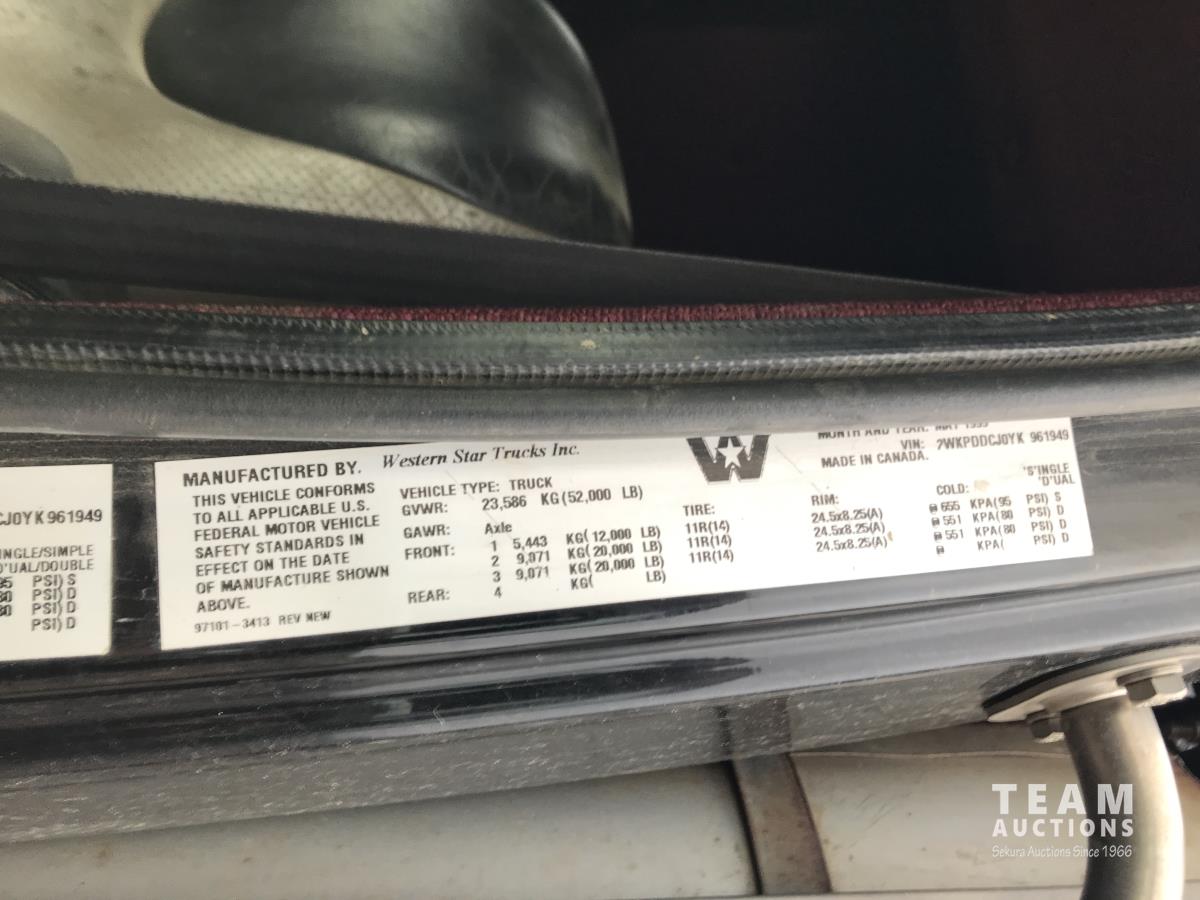 CJ0YK 961949
INGLE/SIMPLE
D'UAL/DOUBLE
95 PSI) S
80 PSI) D
80 PSI) D
PSI) D
MANUFACTURED BY. Western Star Trucks Inc.
THIS VEHICLE CONFORMS
TO ALL APPLICABLE U.S.
FEDERAL MOTOR VEHICLE
SAFETY STANDARDS IN
EFFECT ON THE DATE
OF MANUFACTURE SHOWN
ABOVE.
97101-3413 REV NEW
VEHICLE TYPE: TRUCK
GVWR: 23,586 KG(52,000 LB)
GAWR: Axle
FRONT: 1 5,443 KG(12,000 LB)
2 9,071 KG(20,000 LB)
3 9,071 KG(20,000 LB)
REAR: 4 KG( LB)
TIRE:
11R(14)
11R(14)
11R(14)
W
MONTH AND YEAR: MAY 1999
VIN: 2WKPDDCJ0YK 961949
MADE IN CANADA.
RIM:
24.5x8.25(A)
24.5x8.25(A)
24.5x8.25(A)
COLD: 'S'INGLE
'D'UAL
@ 655 KPA(95 PSI) S
@ 551 KPA(80 PSI) D
@ 551 KPA(80 PSI) D
@ KPA( PSI) D
TEAM
AUCTIONS
Sekura Auctions Since 1966